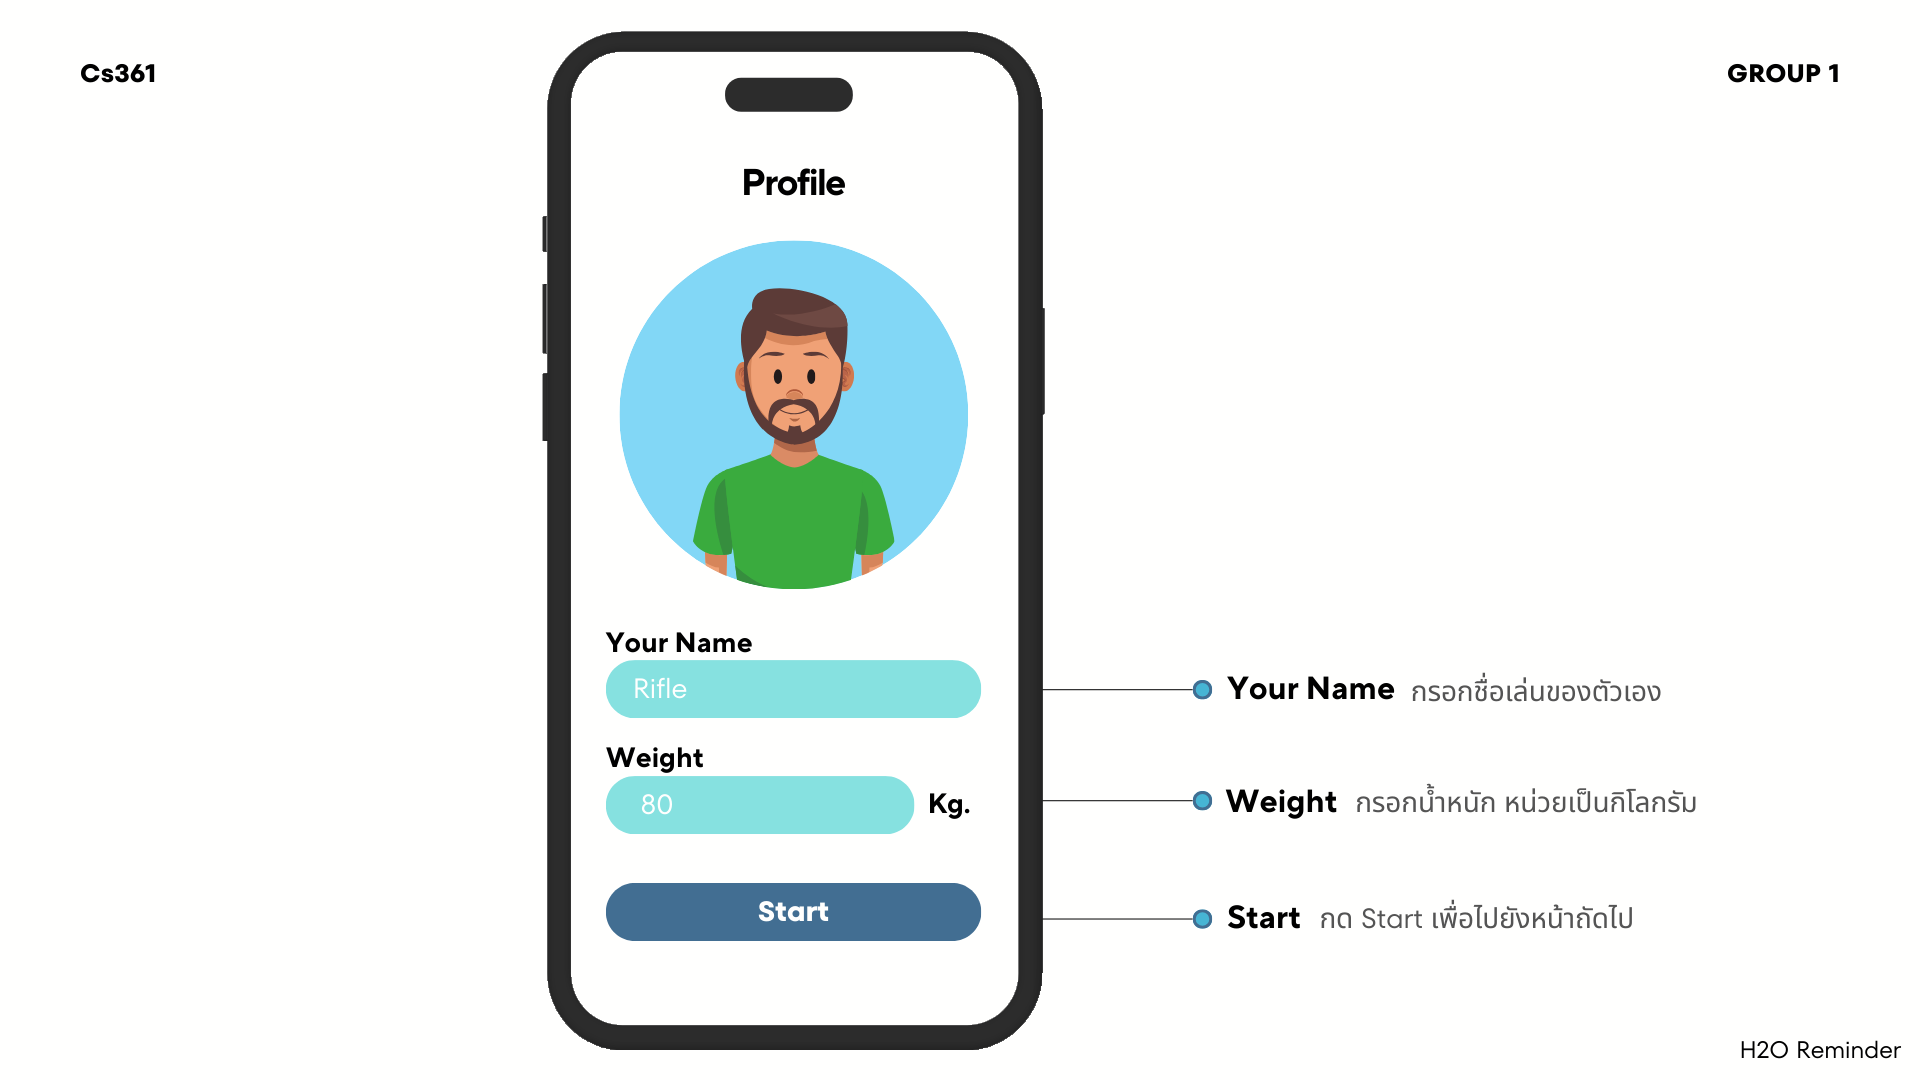 Cs361
GROUP 1
Profile
Your Name
Rifle
Weight
80
Kg.
Start
Your Name กรอกชื่อเล่นของตัวเอง
Weight กรอกน้ำหนัก หน่วยเป็นกิโลกรัม
Start กด Start เพื่อไปยังหน้าถัดไป
H2O Reminder